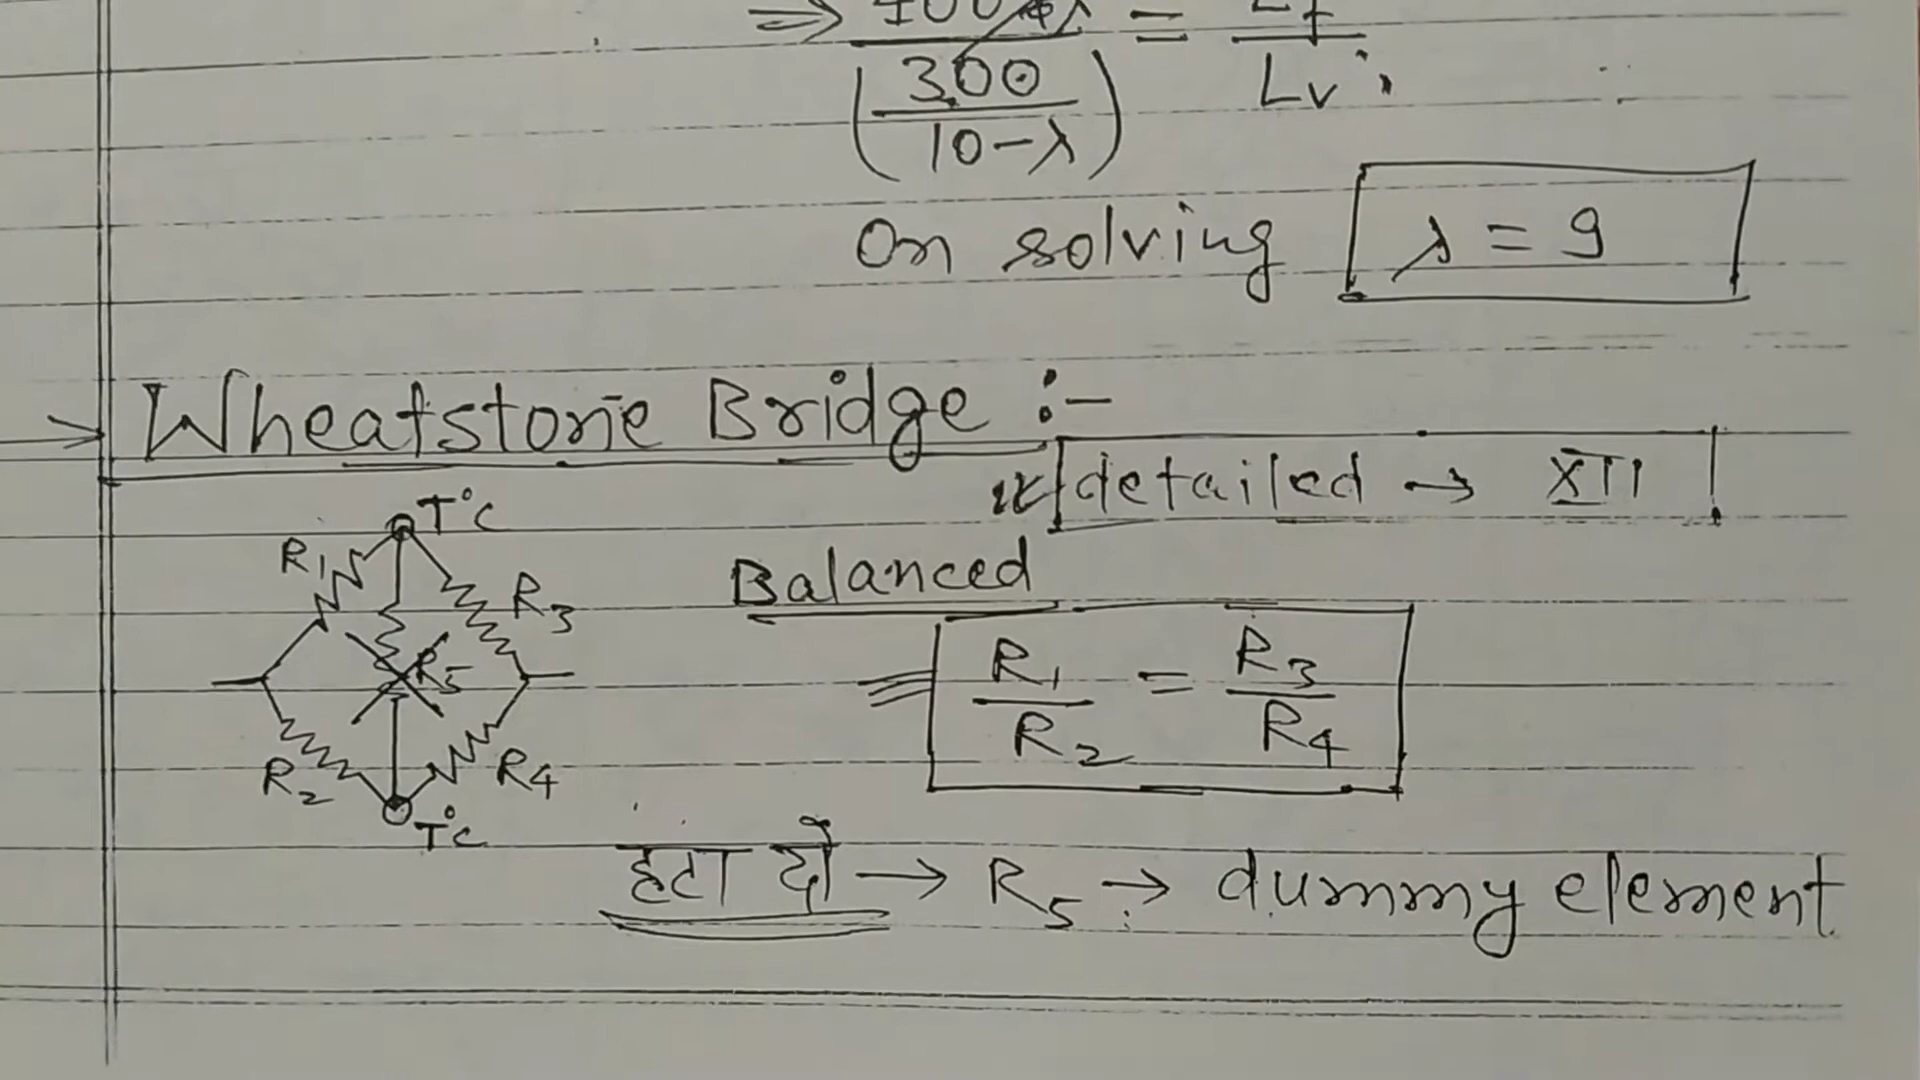 ⇒ = 
300 Lv
10-λ
On solving λ = 9
→ Wheatstone Bridge :-
detailed → XII
T°C
R1 R3 Balanced
R5 R1/R2 = R3/R4
R2 R4
T°C
हटा दो → R5 → dummy element